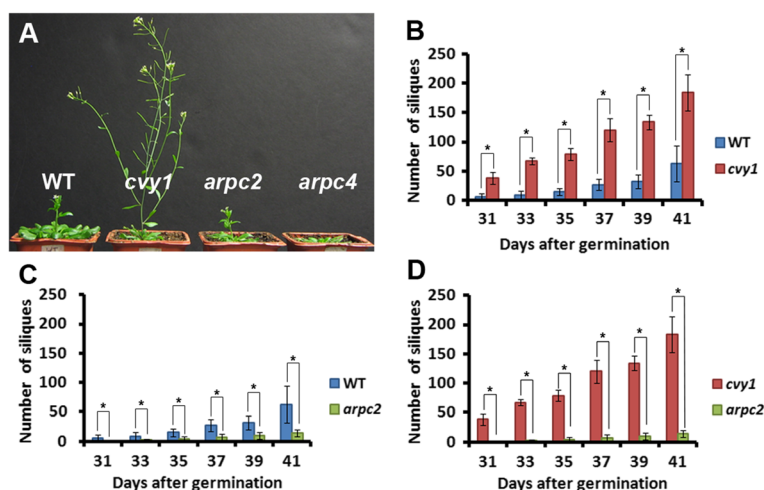 A
WT
cvy1
arpc2
arpc4
B
Number of siliques
250
200
150
100
50
0
31 33 35 37 39 41
Days after germination
* * * * * *
WT
cvy1
C
Number of siliques
250
200
150
100
50
0
31 33 35 37 39 41
Days after germination
* * * * * *
WT
arpc2
D
Number of siliques
250
200
150
100
50
0
31 33 35 37 39 41
Days after germination
* * * * * *
cvy1
arpc2